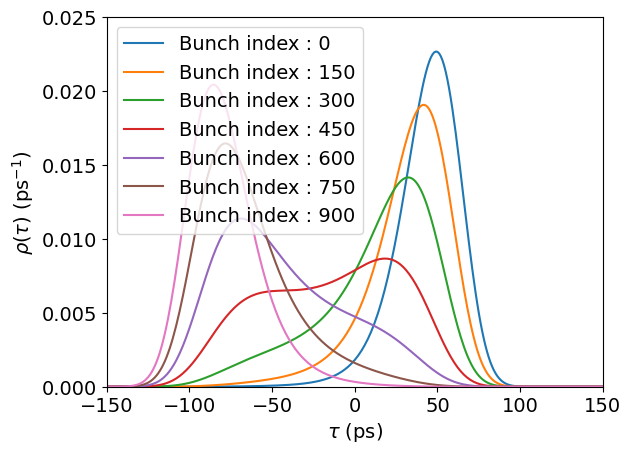 0.025
0.020
0.015
0.010
0.005
0.000
ρ(τ) (ps⁻¹)
Bunch index : 0
Bunch index : 150
Bunch index : 300
Bunch index : 450
Bunch index : 600
Bunch index : 750
Bunch index : 900
−150 −100 −50 0 50 100 150
τ (ps)